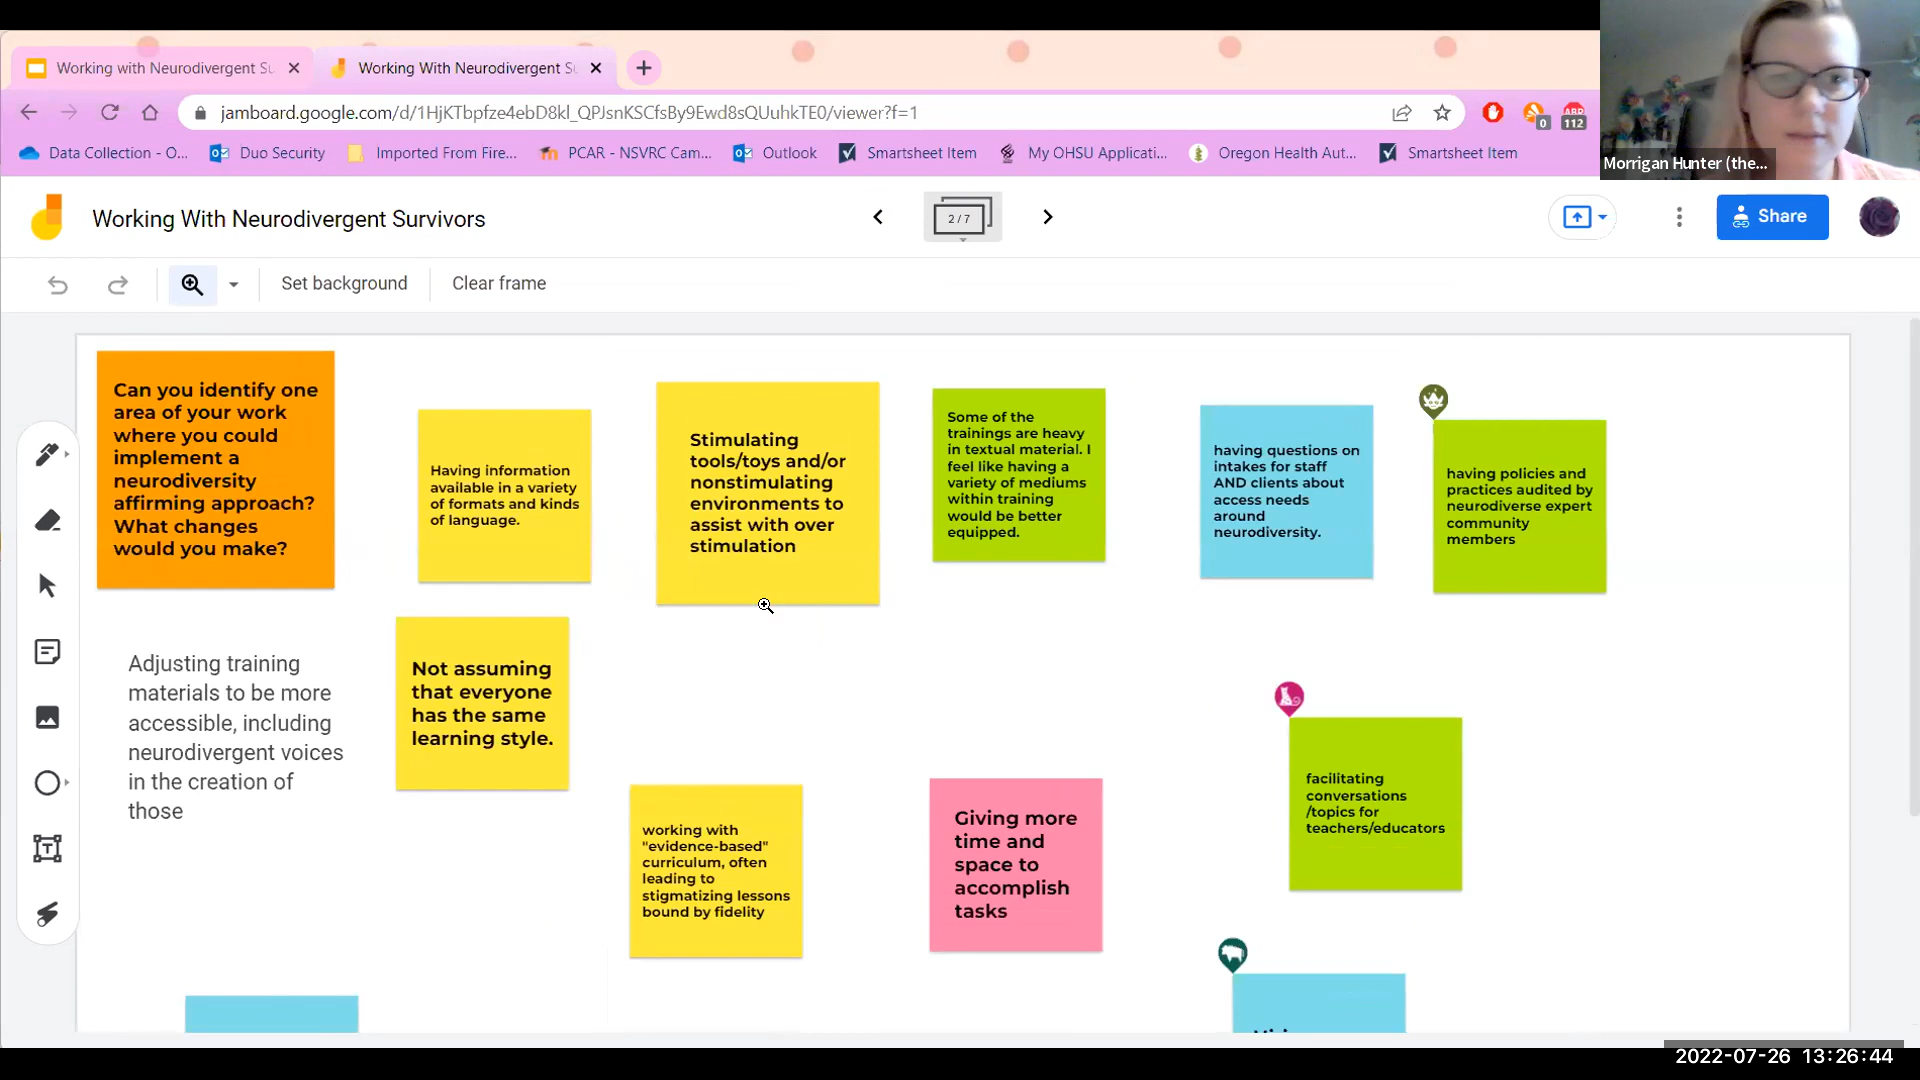 Working with Neurodivergent Su
Working With Neurodivergent Su
jamboard.google.com/d/1HjKTbpfze4ebD8kl_QPJsnKSCfsBy9Ewd8sQUuhkTE0/viewer?f=1
0
ABP
112
Data Collection - O...
Duo Security
Imported From Fire...
PCAR - NSVRC Cam...
Outlook
Smartsheet Item
My OHSU Applicati...
Oregon Health Aut...
Smartsheet Item
Morrigan Hunter (the...
Working With Neurodivergent Survivors
2 / 7
Share
Set background
Clear frame
Can you identify one
area of your work
where you could
implement a
neurodiversity
affirming approach?
What changes
would you make?
Having information
available in a variety
of formats and kinds
of language.
Stimulating
tools/toys and/or
nonstimulating
environments to
assist with over
stimulation
Some of the
trainings are heavy
in textual material. I
feel like having a
variety of mediums
within training
would be better
equipped.
having questions on
intakes for staff
AND clients about
access needs
around
neurodiversity.
having policies and
practices audited by
neurodiverse expert
community
members
Adjusting training
materials to be more
accessible, including
neurodivergent voices
in the creation of
those
Not assuming
that everyone
has the same
learning style.
working with
"evidence-based"
curriculum, often
leading to
stigmatizing lessons
bound by fidelity
Giving more
time and
space to
accomplish
tasks
facilitating
conversations
/topics for
teachers/educators
2022-07-26 13:26:44